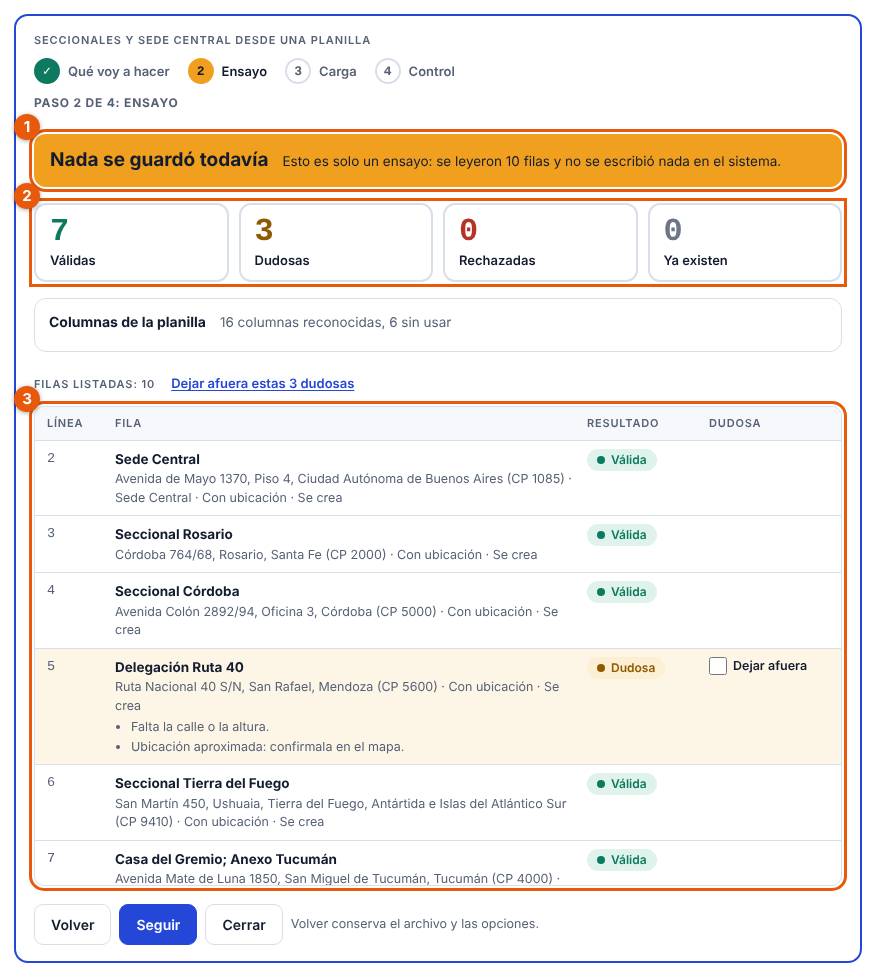 SECCIONALES Y SEDE CENTRAL DESDE UNA PLANILLA
✓ Qué voy a hacer 2 Ensayo 3 Carga 4 Control
PASO 2 DE 4: ENSAYO
1
Nada se guardó todavía Esto es solo un ensayo: se leyeron 10 filas y no se escribió nada en el sistema.
2
7 3 0 0
Válidas Dudosas Rechazadas Ya existen
Columnas de la planilla 16 columnas reconocidas, 6 sin usar
FILAS LISTADAS: 10 Dejar afuera estas 3 dudosas
3
LÍNEA FILA RESULTADO DUDOSA
2 Sede Central Válida
Avenida de Mayo 1370, Piso 4, Ciudad Autónoma de Buenos Aires (CP 1085) ·
Sede Central · Con ubicación · Se crea
3 Seccional Rosario Válida
Córdoba 764/68, Rosario, Santa Fe (CP 2000) · Con ubicación · Se crea
4 Seccional Córdoba Válida
Avenida Colón 2892/94, Oficina 3, Córdoba (CP 5000) · Con ubicación · Se
crea
5 Delegación Ruta 40 Dudosa Dejar afuera
Ruta Nacional 40 S/N, San Rafael, Mendoza (CP 5600) · Con ubicación · Se
crea
• Falta la calle o la altura.
• Ubicación aproximada: confirmala en el mapa.
6 Seccional Tierra del Fuego Válida
San Martín 450, Ushuaia, Tierra del Fuego, Antártida e Islas del Atlántico Sur
(CP 9410) · Con ubicación · Se crea
7 Casa del Gremio; Anexo Tucumán Válida
Avenida Mate de Luna 1850, San Miguel de Tucumán, Tucumán (CP 4000) ·
Volver Seguir Cerrar Volver conserva el archivo y las opciones.